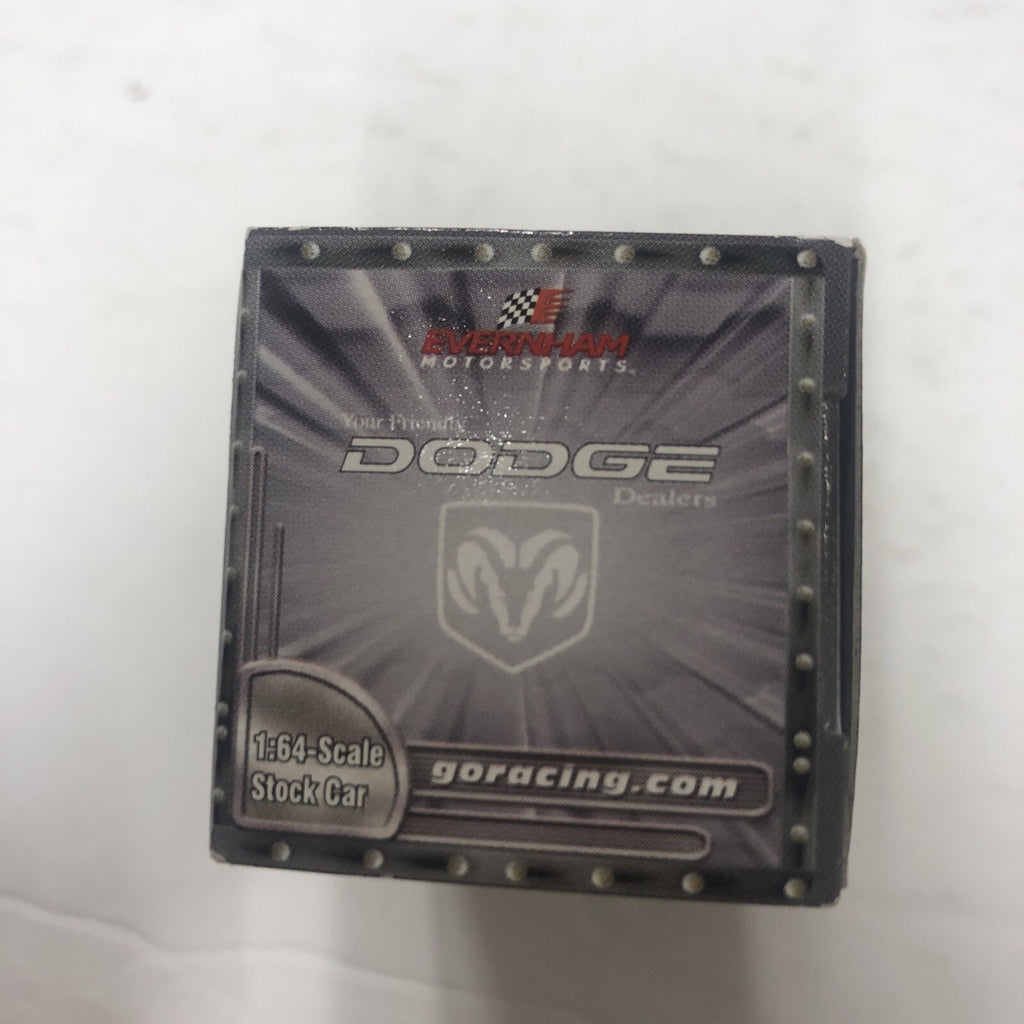 EVERNHAM
MOTORSPORTS
Your Friendly
DODGE
Dealers
1:64-Scale
Stock Car
goracing.com